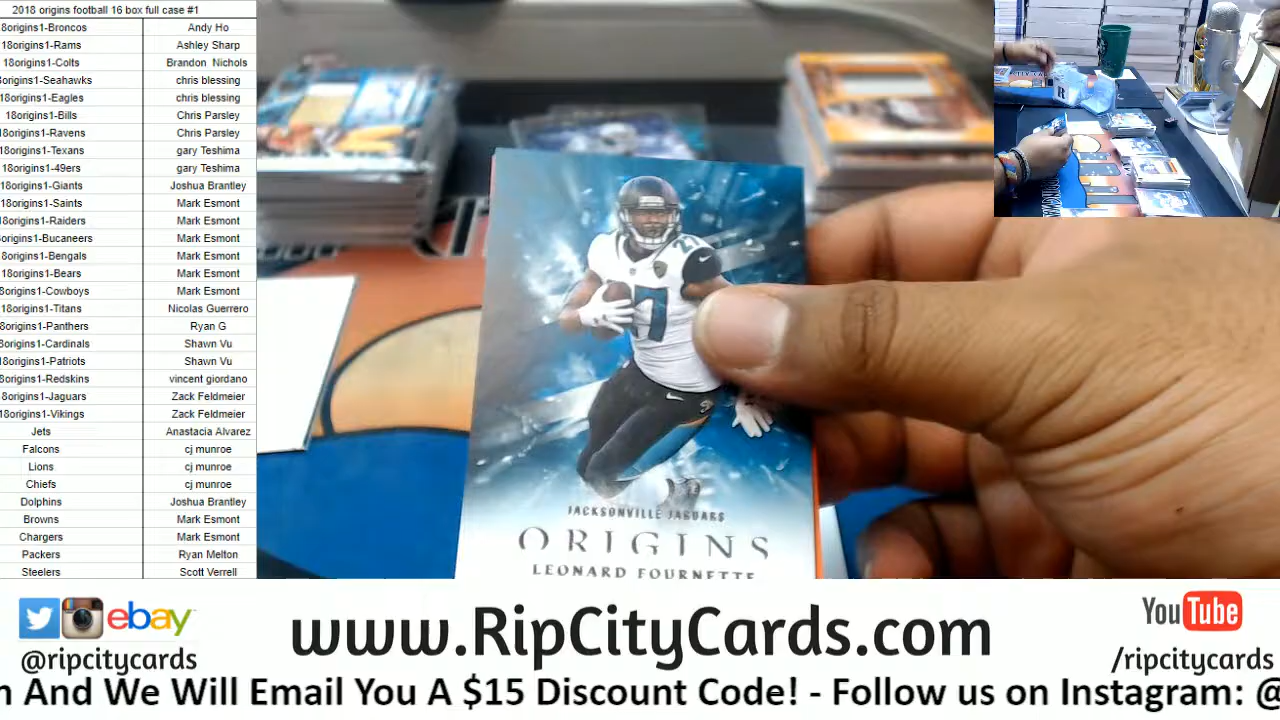 2018 origins football 16 box full case #1
8origins1-Broncos Andy Ho
18origins1-Rams Ashley Sharp
18origins1-Colts Brandon Nichols
origins1-Seahawks chris blessing
8origins1-Eagles chris blessing
18origins1-Bills Chris Parsley
8origins1-Ravens Chris Parsley
18origins1-Texans gary Teshima
18origins1-49ers gary Teshima
18origins1-Giants Joshua Brantley
18origins1-Saints Mark Esmont
18origins1-Raiders Mark Esmont
origins1-Bucaneers Mark Esmont
8origins1-Bengals Mark Esmont
18origins1-Bears Mark Esmont
8origins1-Cowboys Mark Esmont
18origins1-Titans Nicolas Guerrero
8origins1-Panthers Ryan G
8origins1-Cardinals Shawn Vu
8origins1-Patriots Shawn Vu
8origins1-Redskins vincent giordano
8origins1-Jaguars Zack Feldmeier
18origins1-Vikings Zack Feldmeier
Jets Anastacia Alvarez
Falcons cj munroe
Lions cj munroe
Chiefs cj munroe
Dolphins Joshua Brantley
Browns Mark Esmont
Chargers Mark Esmont
Packers Ryan Melton
Steelers Scott Verrell
27
JACKSONVILLE JAGUARS
ORIGINS
LEONARD FOURNETTE
ebay
@ripcitycards
www.RipCityCards.com
YouTube
/ripcitycards
n And We Will Email You A $15 Discount Code! - Follow us on Instagram: @